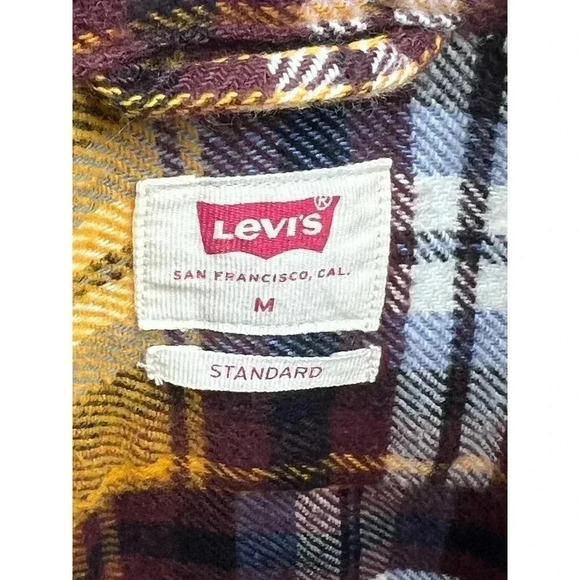 LEVI'S®
SAN FRANCISCO, CAL.
M
STANDARD